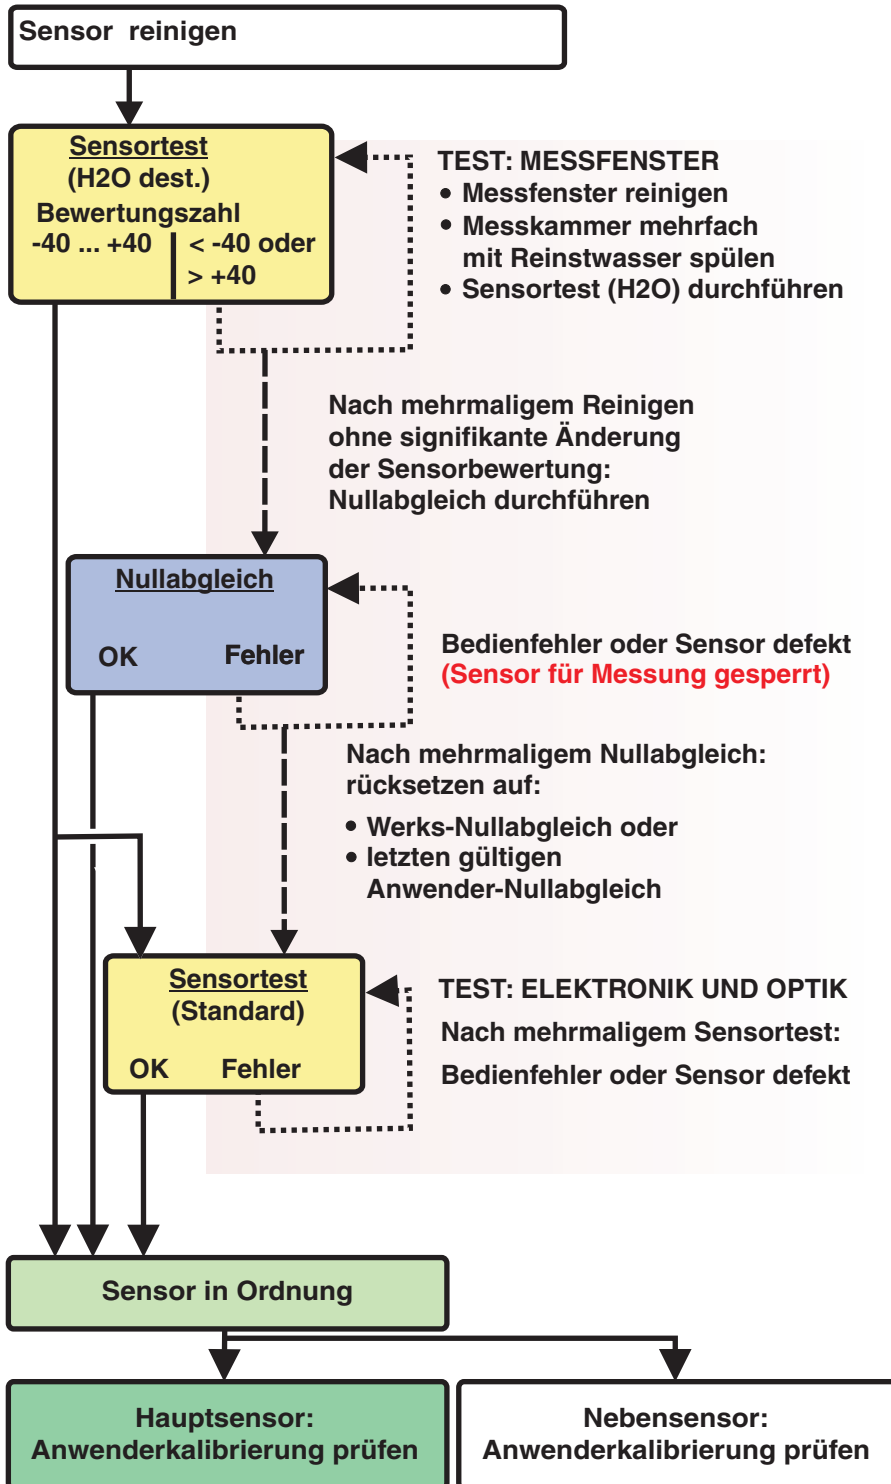 Sensor reinigen
Sensortest
(H2O dest.)
Bewertungszahl
-40 ... +40
< -40 oder
> +40
TEST: MESSFENSTER
• Messfenster reinigen
• Messkammer mehrfach
mit Reinstwasser spülen
• Sensortest (H2O) durchführen
Nach mehrmaligem Reinigen
ohne signifikante Änderung
der Sensorbewertung:
Nullabgleich durchführen
Nullabgleich
OK
Fehler
Bedienfehler oder Sensor defekt
(Sensor für Messung gesperrt)
Nach mehrmaligem Nullabgleich:
rücksetzen auf:
• Werks-Nullabgleich oder
• letzten gültigen
Anwender-Nullabgleich
Sensortest
(Standard)
OK
Fehler
TEST: ELEKTRONIK UND OPTIK
Nach mehrmaligem Sensortest:
Bedienfehler oder Sensor defekt
Sensor in Ordnung
Hauptsensor:
Anwenderkalibrierung prüfen
Nebensensor:
Anwenderkalibrierung prüfen